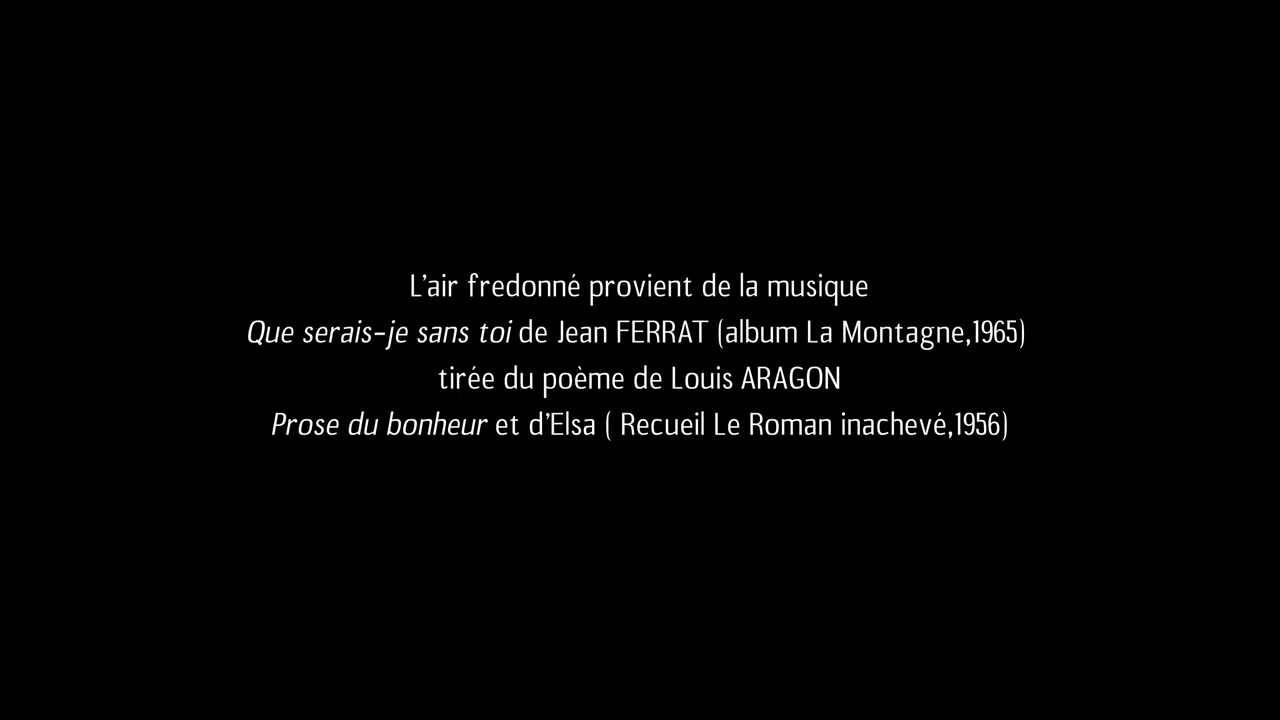 L'air fredonné provient de la musique
Que serais-je sans toi de Jean FERRAT (album La Montagne,1965)
tirée du poème de Louis ARAGON
Prose du bonheur et d'Elsa ( Recueil Le Roman inachevé,1956)